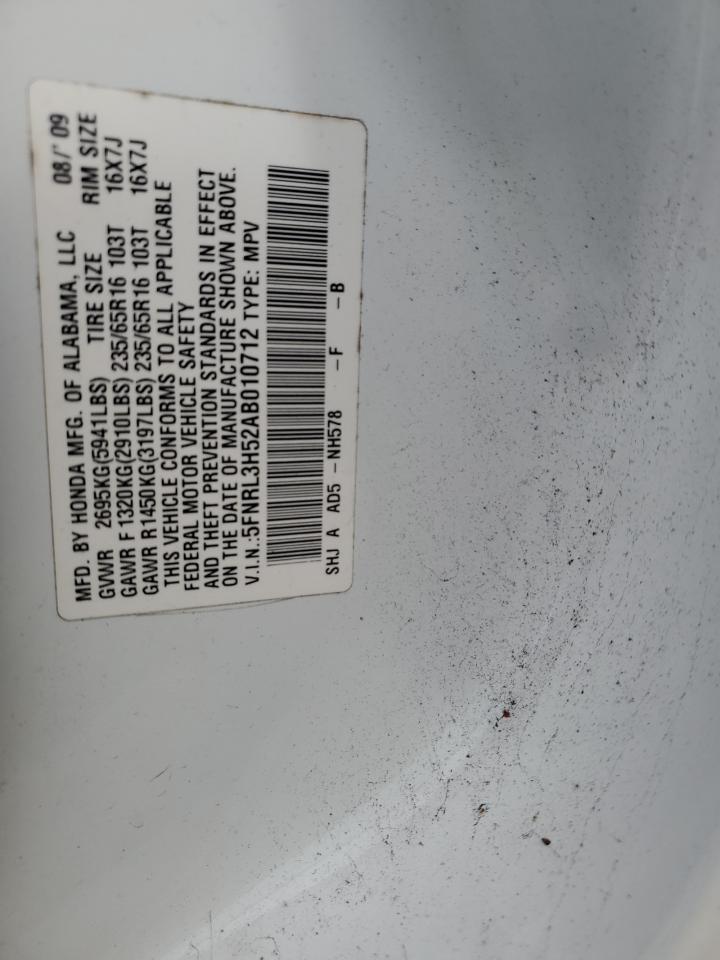 MFD. BY HONDA MFG. OF ALABAMA, LLC 08/'09
GVWR 2695KG(5941LBS) TIRE SIZE RIM SIZE
GAWR F 1320KG(2910LBS) 235/65R16 103T 16X7J
GAWR R1450KG(3197LBS) 235/65R16 103T 16X7J
THIS VEHICLE CONFORMS TO ALL APPLICABLE
FEDERAL MOTOR VEHICLE SAFETY
AND THEFT PREVENTION STANDARDS IN EFFECT
ON THE DATE OF MANUFACTURE SHOWN ABOVE.
V.I.N.:5FNRL3H52AB010712 TYPE: MPV
SHJ A AD5 -NH578 -F -B